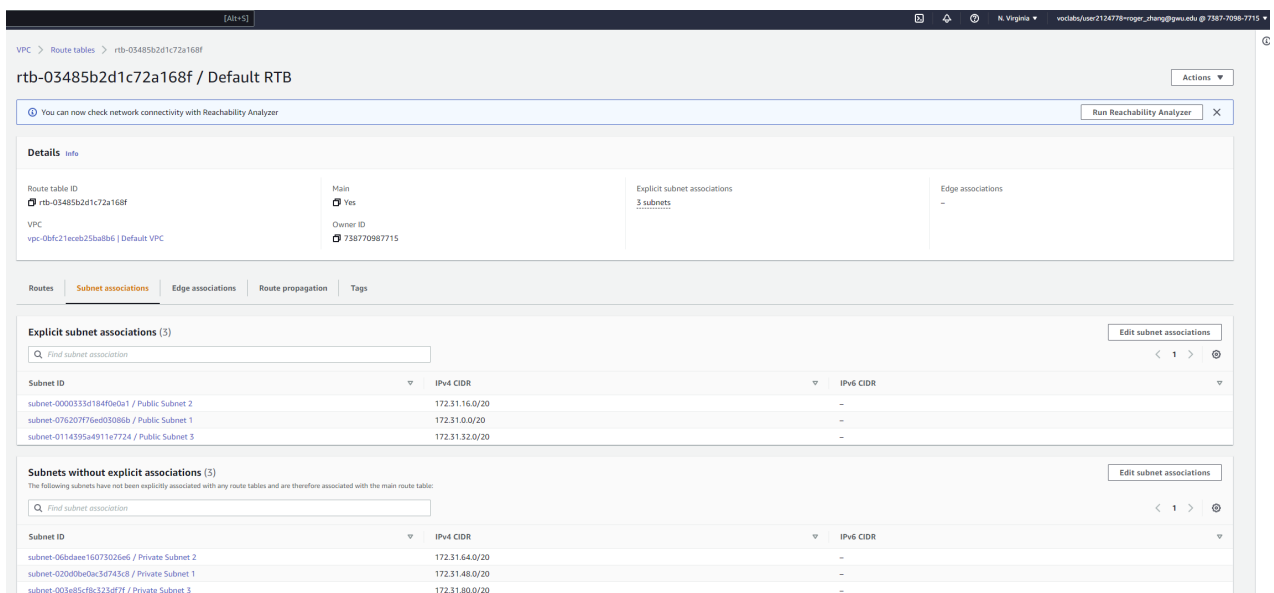 [Alt+S] N. Virginia ▼ voclabs/user2124778=roger_zhang@gwu.edu @ 7387-7098-7715 ▼
VPC > Route tables > rtb-03485b2d1c72a168f
rtb-03485b2d1c72a168f / Default RTB
Actions ▼
You can now check network connectivity with Reachability Analyzer
Run Reachability Analyzer
Details Info
Route table ID Main Explicit subnet associations Edge associations
rtb-03485b2d1c72a168f Yes 3 subnets –
VPC Owner ID
vpc-0bfc21eceb25ba8b6 | Default VPC 738770987715
Routes Subnet associations Edge associations Route propagation Tags
Explicit subnet associations (3)
Edit subnet associations
Find subnet association
< 1 >
Subnet ID IPv4 CIDR IPv6 CIDR
subnet-0000333d184f0e0a1 / Public Subnet 2 172.31.16.0/20 –
subnet-076207f76ed03086b / Public Subnet 1 172.31.0.0/20 –
subnet-0114395a4911e7724 / Public Subnet 3 172.31.32.0/20 –
Subnets without explicit associations (3)
Edit subnet associations
The following subnets have not been explicitly associated with any route tables and are therefore associated with the main route table:
Find subnet association
< 1 >
Subnet ID IPv4 CIDR IPv6 CIDR
subnet-06bdaee16073026e6 / Private Subnet 2 172.31.64.0/20 –
subnet-020d0be0ac3d743c8 / Private Subnet 1 172.31.48.0/20 –
subnet-003e85cf8c323df7f / Private Subnet 3 172.31.80.0/20 –